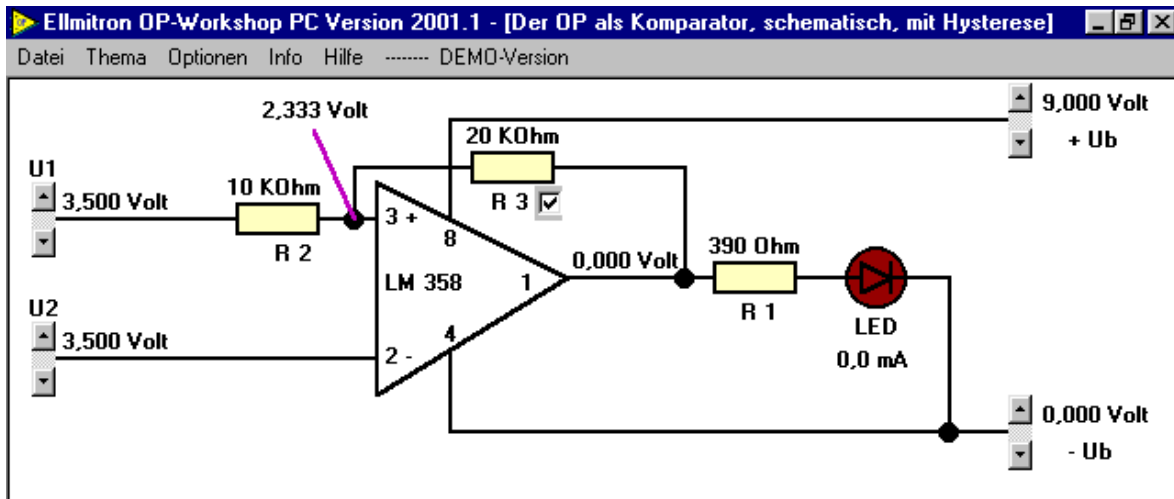 Ellmitron OP-Workshop PC Version 2001.1 - [Der OP als Komparator, schematisch, mit Hysterese]
Datei Thema Optionen Info Hilfe -------- DEMO-Version
2,333 Volt
20 KOhm
9,000 Volt
+ Ub
U1
3,500 Volt
10 KOhm
R 2
R 3
3 +
8
LM 358
1
0,000 Volt
390 Ohm
R 1
LED
0,0 mA
U2
3,500 Volt
2 -
4
0,000 Volt
- Ub